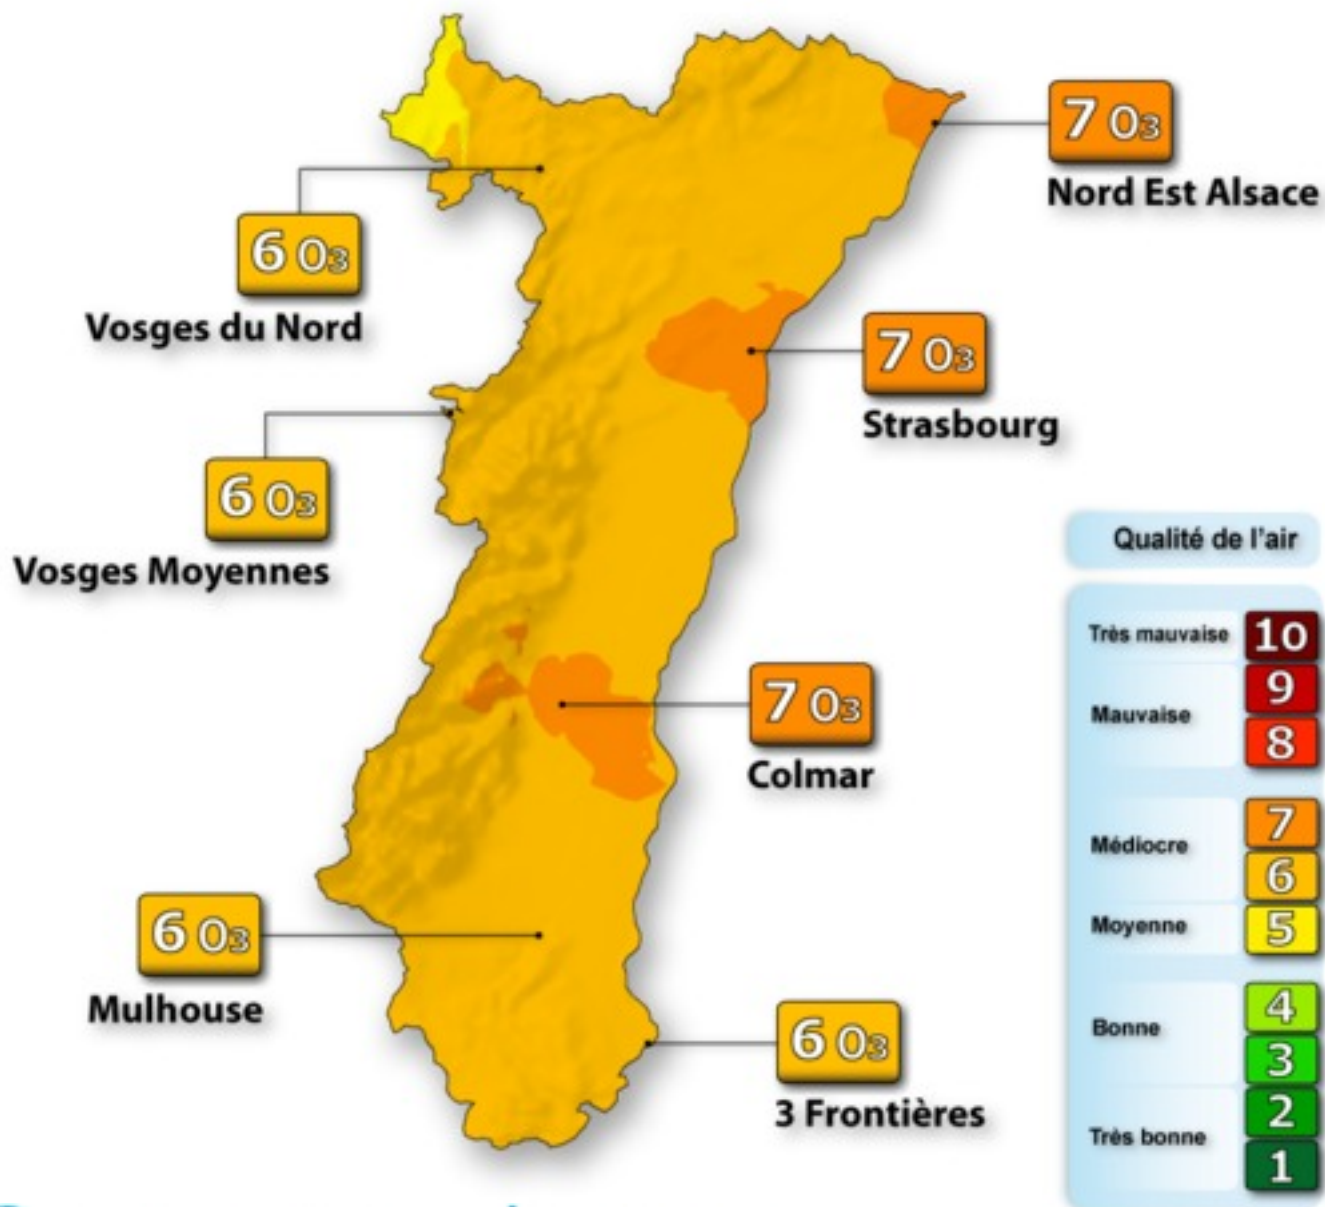 7 O3
Nord Est Alsace
6 O3
Vosges du Nord
7 O3
Strasbourg
6 O3
Vosges Moyennes
7 O3
Colmar
6 O3
Mulhouse
6 O3
3 Frontières
Qualité de l'air
Très mauvaise 10
9
Mauvaise
8
7
Médiocre
6
Moyenne 5
4
Bonne
3
2
Très bonne
1